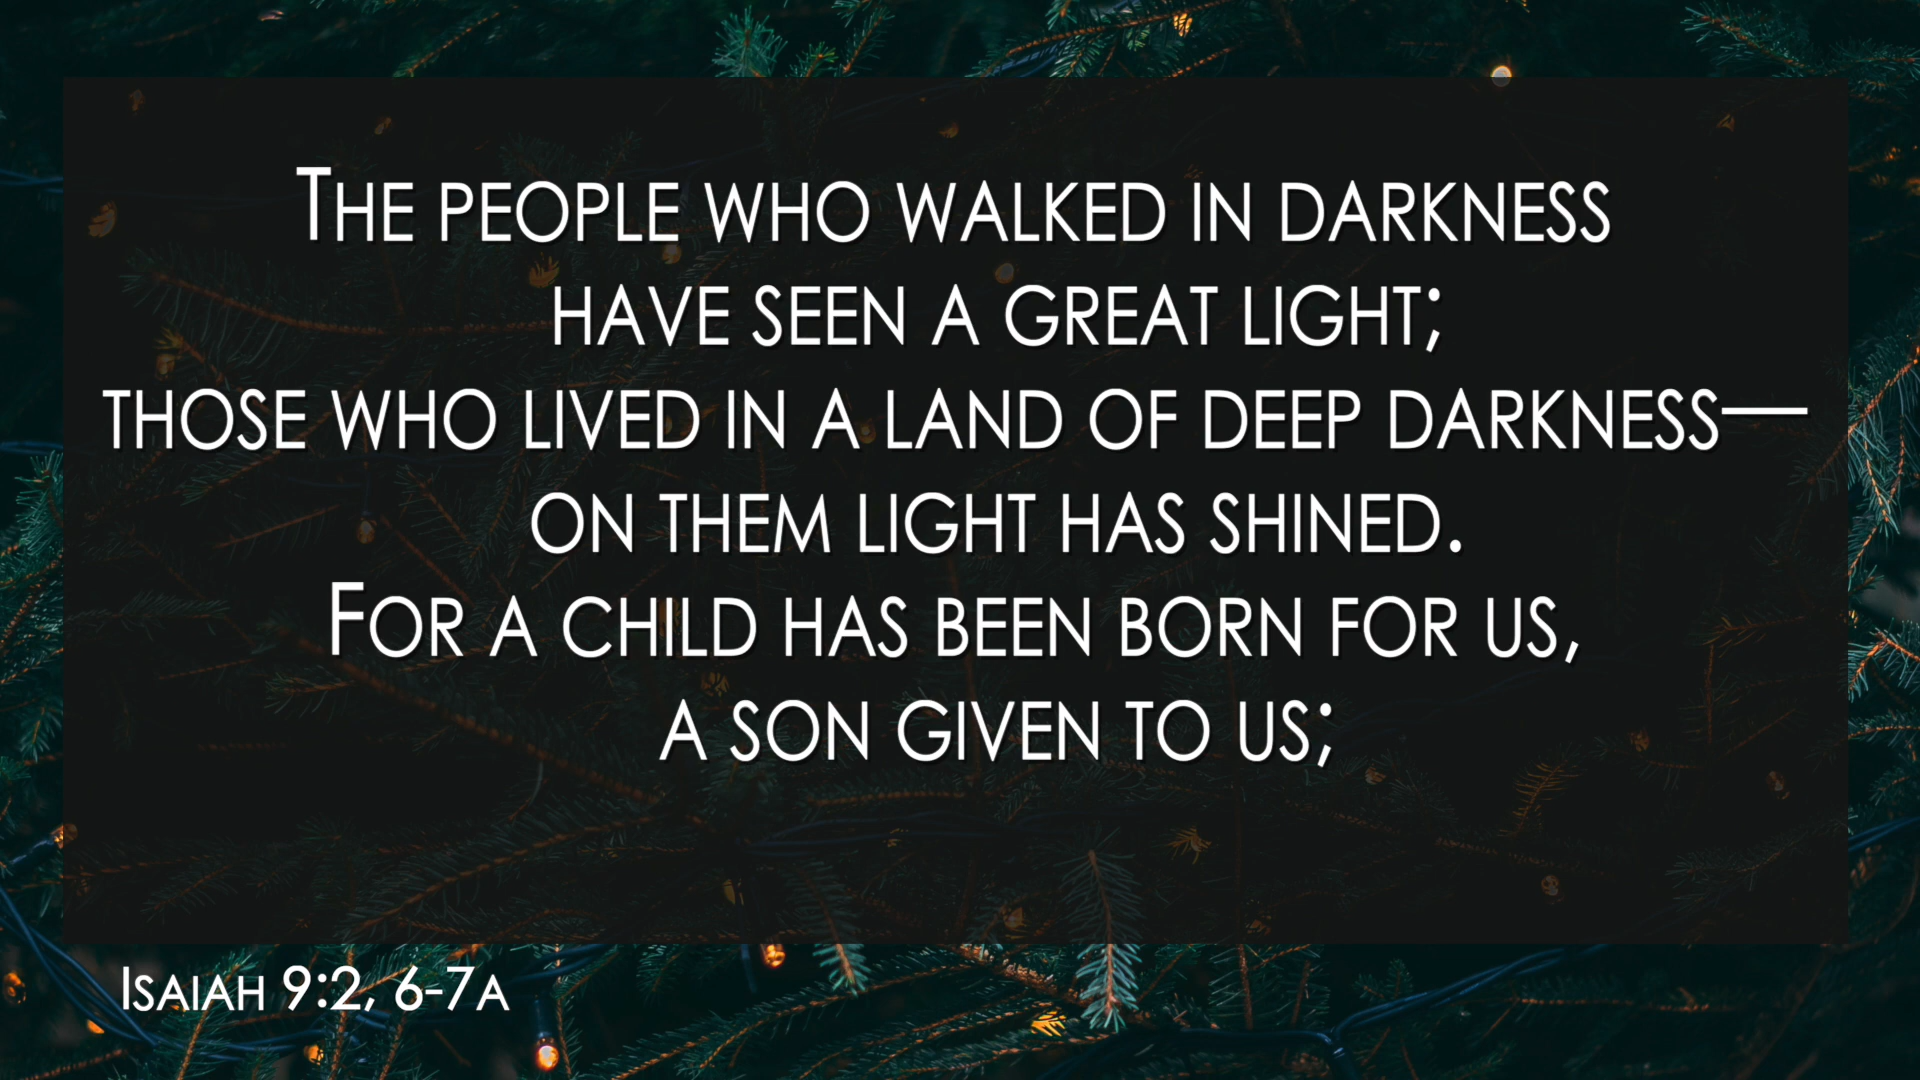 The people who walked in darkness
have seen a great light;
those who lived in a land of deep darkness—
on them light has shined.
For a child has been born for us,
a son given to us;
Isaiah 9:2, 6-7a